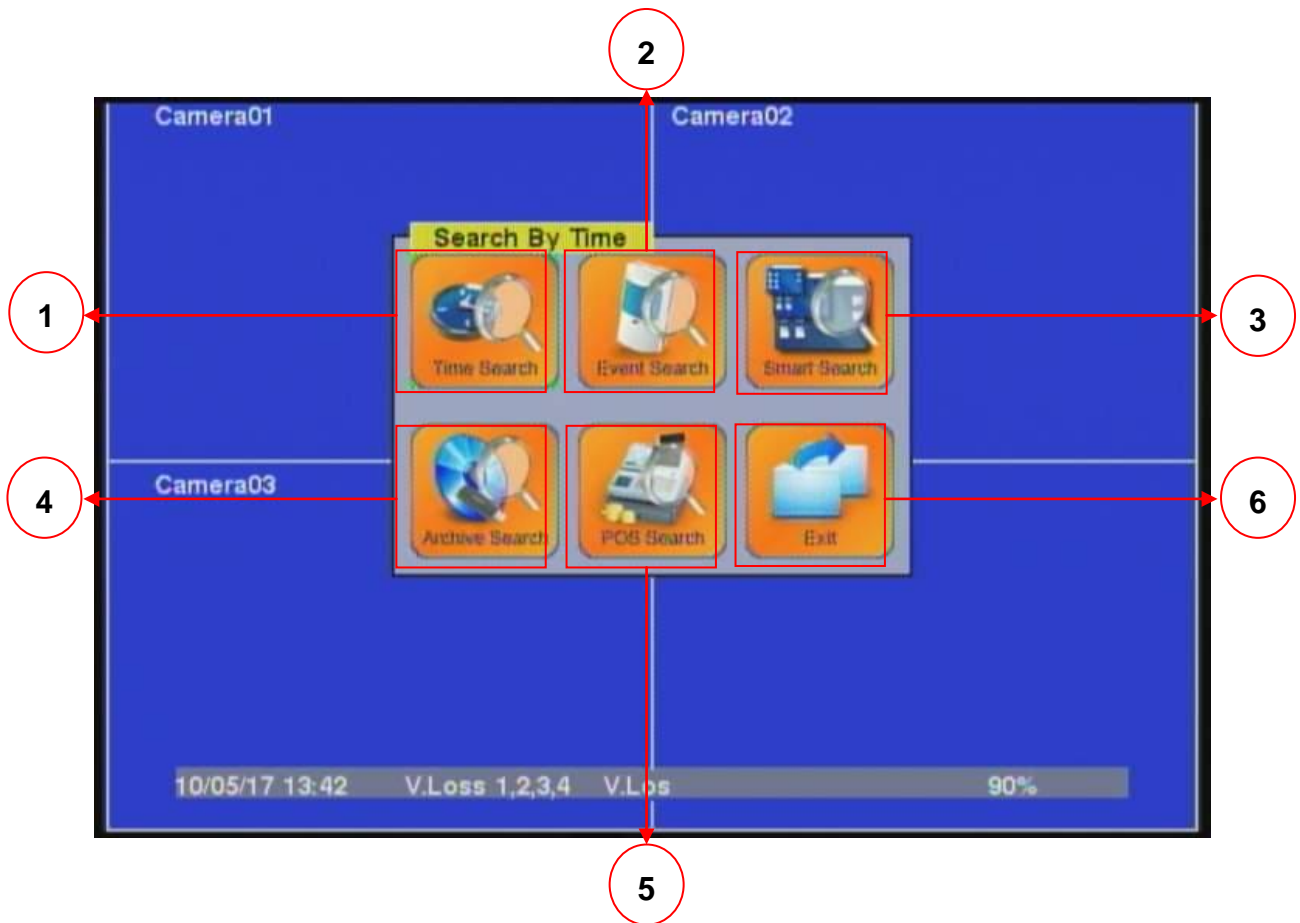 2
Camera01
Camera02
Search By Time
1
3
Time Search
Event Search
Smart Search
Camera03
4
6
Archive Search
POS Search
Exit
10/05/17 13:42 V.Loss 1,2,3,4 V.Los 90%
5